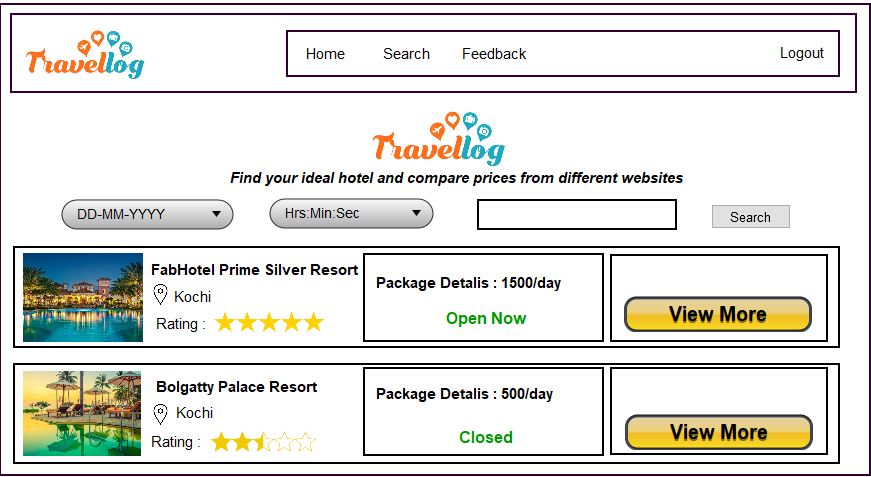 Travellog
Home Search Feedback Logout
Travellog
Find your ideal hotel and compare prices from different websites
DD-MM-YYYY Hrs:Min:Sec Search
FabHotel Prime Silver Resort
Kochi
Rating :
Package Detalis : 1500/day
Open Now
View More
Bolgatty Palace Resort
Kochi
Rating :
Package Detalis : 500/day
Closed
View More